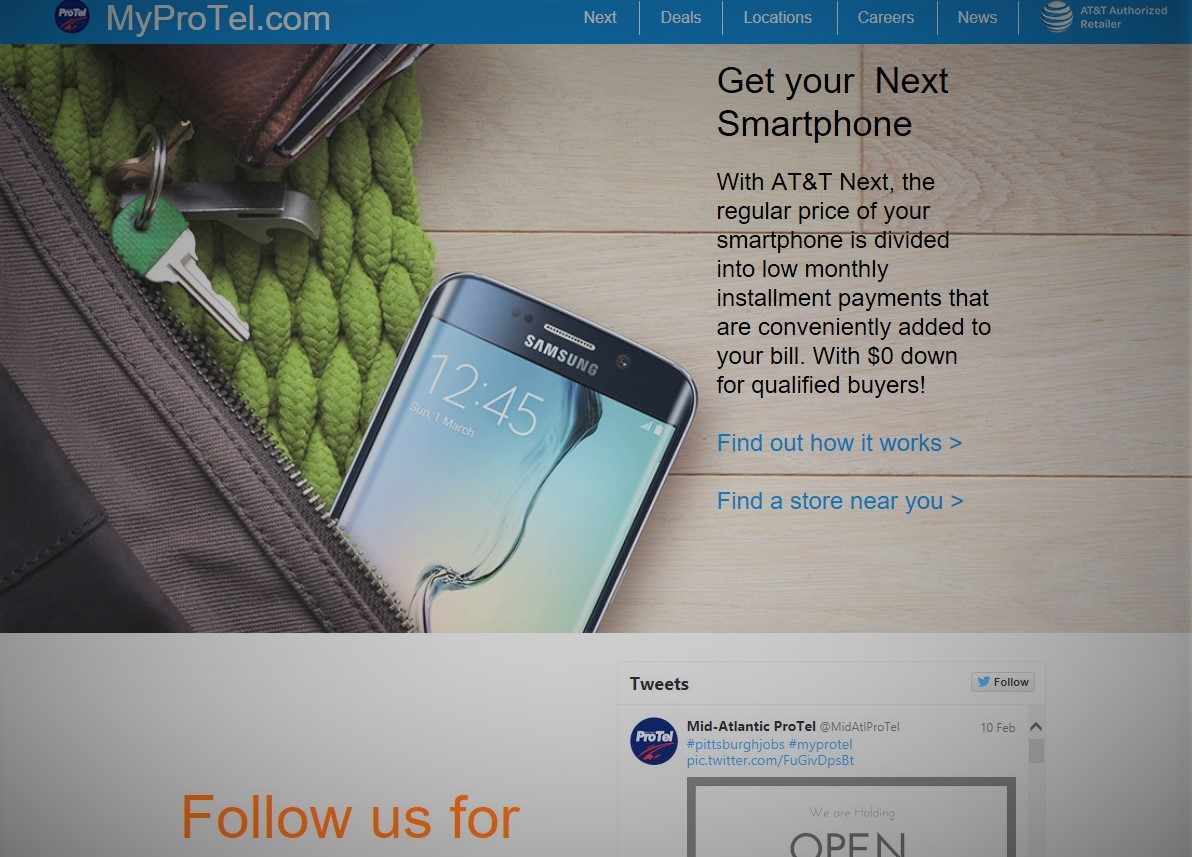 ProTel
MyProTel.com
Next
Deals
Locations
Careers
News
AT&T Authorized
Retailer
Get your  Next
Smartphone
With AT&T Next, the
regular price of your
smartphone is divided
into low monthly
installment payments that
are conveniently added to
your bill. With $0 down
for qualified buyers!
Find out how it works >
Find a store near you >
SAMSUNG
12:45
Sun, 1 March
Tweets
Follow
Mid-Atlantic ProTel @MidAtlProTel 10 Feb
ProTel
#pittsburghjobs #myprotel
pic.twitter.com/FuGivDpsBt
We are Holding
OPEN
Follow us for